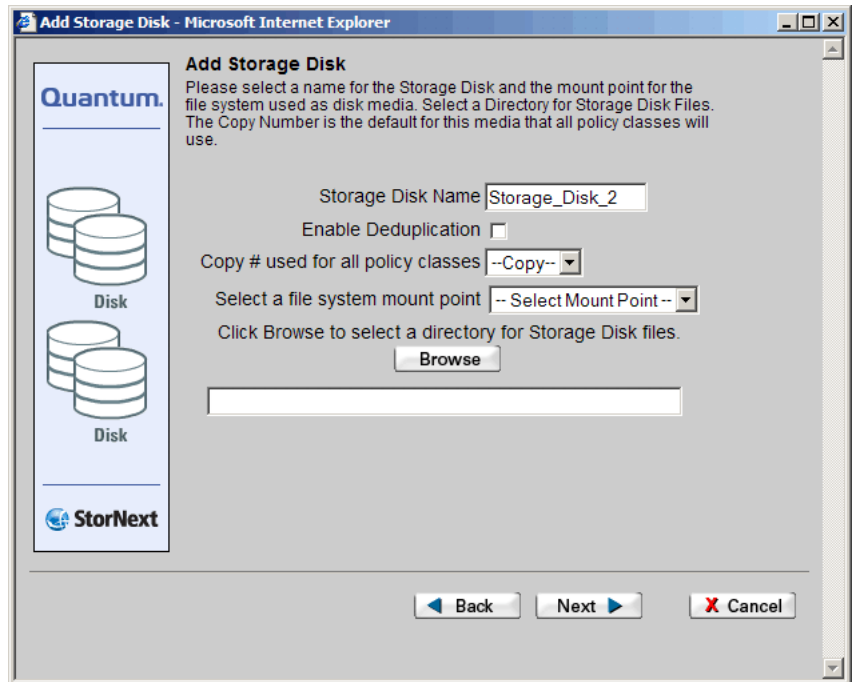 Add Storage Disk - Microsoft Internet Explorer
Quantum.
Disk
Disk
StorNext
Add Storage Disk
Please select a name for the Storage Disk and the mount point for the
file system used as disk media. Select a Directory for Storage Disk Files.
The Copy Number is the default for this media that all policy classes will
use.
Storage Disk Name Storage_Disk_2
Enable Deduplication
Copy # used for all policy classes --Copy--
Select a file system mount point -- Select Mount Point --
Click Browse to select a directory for Storage Disk files.
Browse
Back Next X Cancel